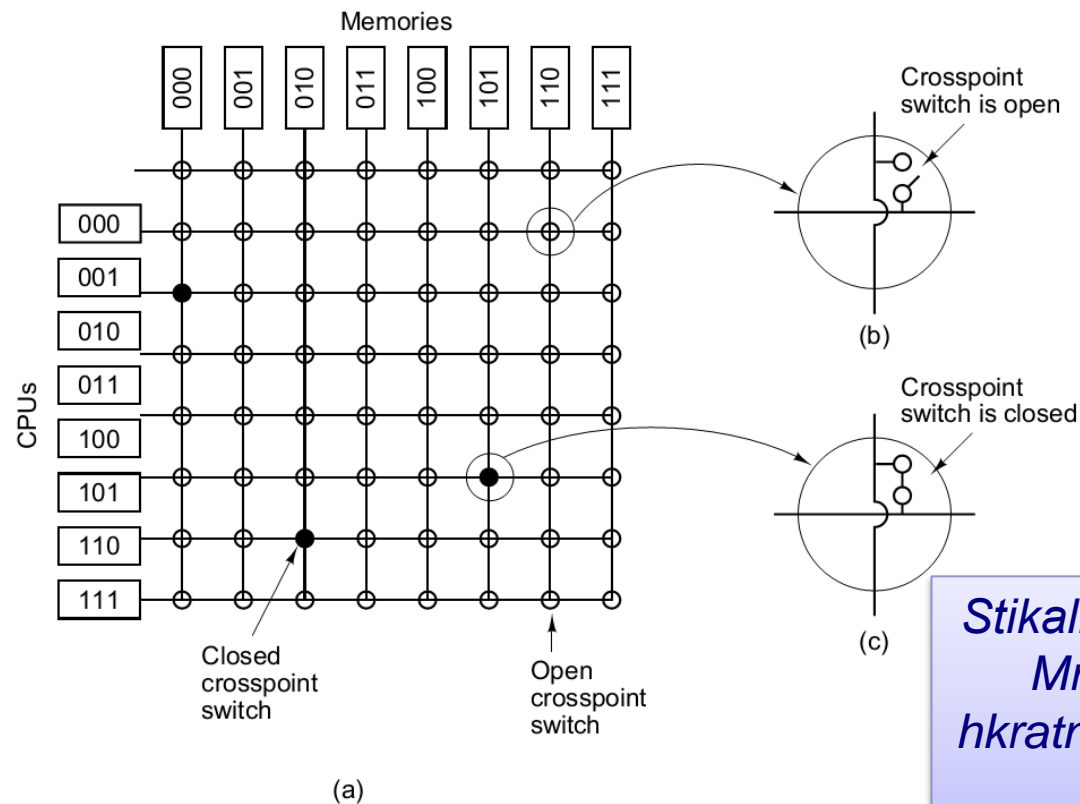 Memories
000
001
010
011
100
101
110
111
CPUs
000
001
010
011
100
101
110
111
Closed
crosspoint
switch
Open
crosspoint
switch
(a)
Crosspoint
switch is open
(b)
Crosspoint
switch is closed
(c)
hkratn